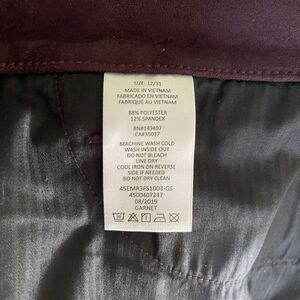 SIZE: 12/31
MADE IN VIETNAM
FABRICADO EN VIETNAM
FABRIQUÉ AU VIETNAM
88% POLYESTER
12% SPANDEX
RN#149497
CA#35037
MACHINE WASH COLD
WASH INSIDE OUT
DO NOT BLEACH
LINE DRY
COOL IRON ON REVERSE
SIDE IF NEEDED
DO NOT DRY CLEAN
45EMR3FS1003-GS
4500407247
08/2019
GARNET